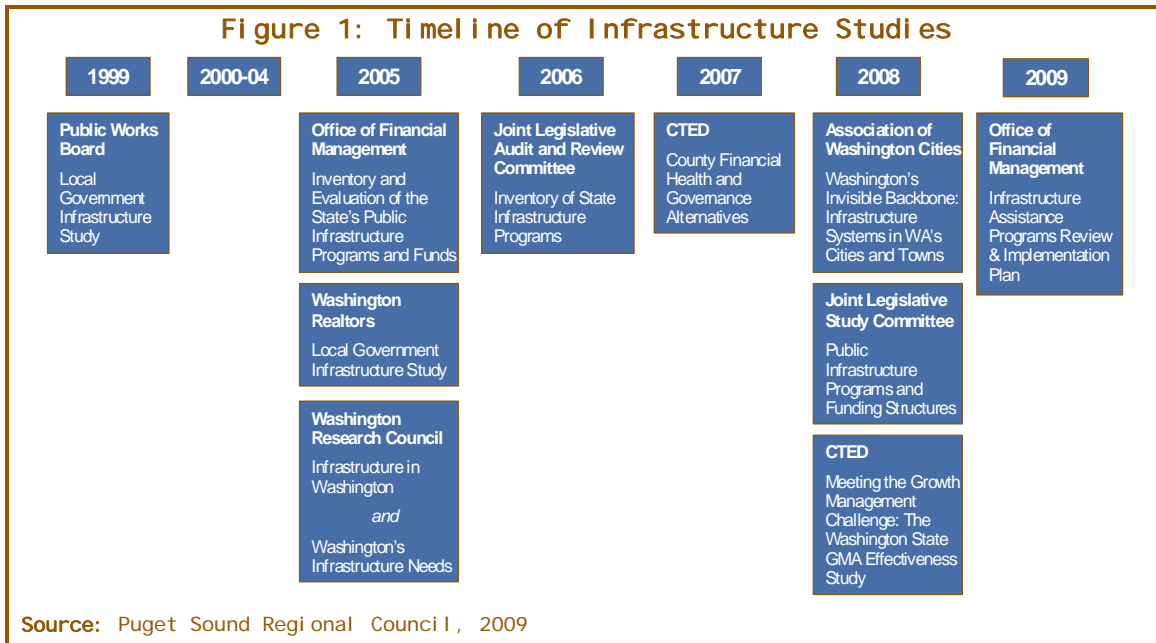 Figure 1: Timeline of Infrastructure Studies
1999
2000-04
2005
2006
2007
2008
2009
Public Works
Board
Local
Government
Infrastructure
Study
Office of Financial
Management
Inventory and
Evaluation of the
State's Public
Infrastructure
Programs and Funds
Washington
Realtors
Local Government
Infrastructure Study
Washington
Research Council
Infrastructure in
Washington
and
Washington's
Infrastructure Needs
Joint Legislative
Audit and Review
Committee
Inventory of State
Infrastructure
Programs
CTED
County Financial
Health and
Governance
Alternatives
Association of
Washington Cities
Washington's
Invisible Backbone:
Infrastructure
Systems in WA's
Cities and Towns
Joint Legislative
Study Committee
Public
Infrastructure
Programs and
Funding Structures
CTED
Meeting the Growth
Management
Challenge: The
Washington State
GMA Effectiveness
Study
Office of
Financial
Management
Infrastructure
Assistance
Programs Review
& Implementation
Plan
Source: Puget Sound Regional Council, 2009